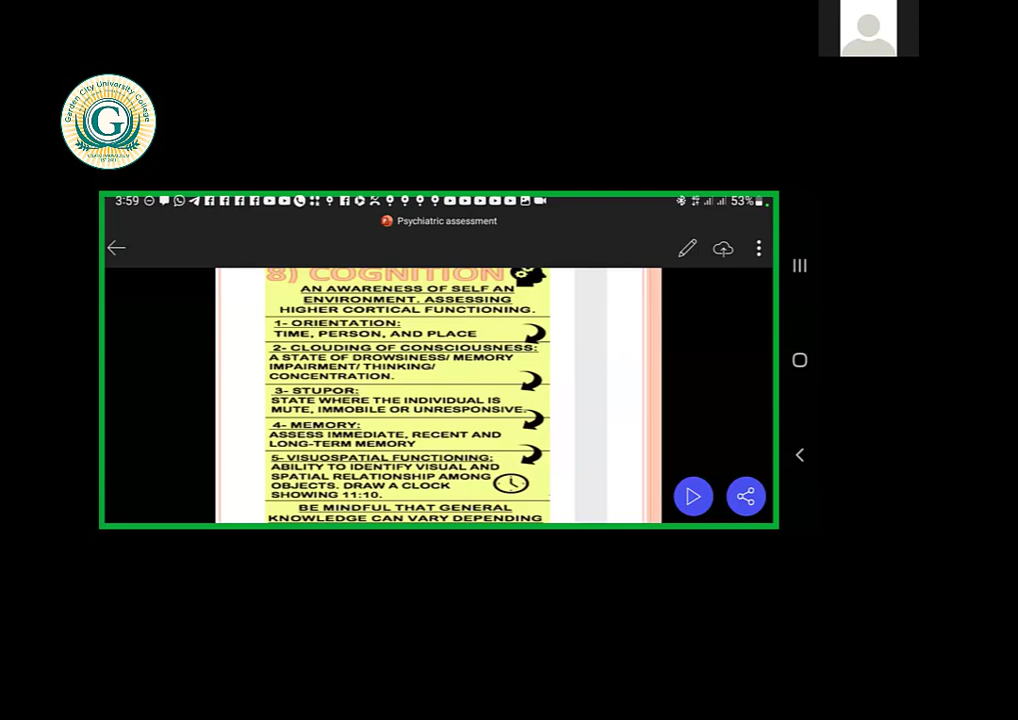 Garden City University College
G
3:59
53%
Psychiatric assessment
8) COGNITION
AN AWARENESS OF SELF AN
ENVIRONMENT. ASSESSING
HIGHER CORTICAL FUNCTIONING.
1- ORIENTATION:
TIME, PERSON, AND PLACE
2- CLOUDING OF CONSCIOUSNESS:
A STATE OF DROWSINESS/ MEMORY
IMPAIRMENT/ THINKING/
CONCENTRATION.
3- STUPOR:
STATE WHERE THE INDIVIDUAL IS
MUTE, IMMOBILE OR UNRESPONSIVE.
4- MEMORY:
ASSESS IMMEDIATE, RECENT AND
LONG-TERM MEMORY
5- VISUOSPATIAL FUNCTIONING:
ABILITY TO IDENTIFY VISUAL AND
SPATIAL RELATIONSHIP AMONG
OBJECTS. DRAW A CLOCK
SHOWING 11:10.
BE MINDFUL THAT GENERAL
KNOWLEDGE CAN VARY DEPENDING